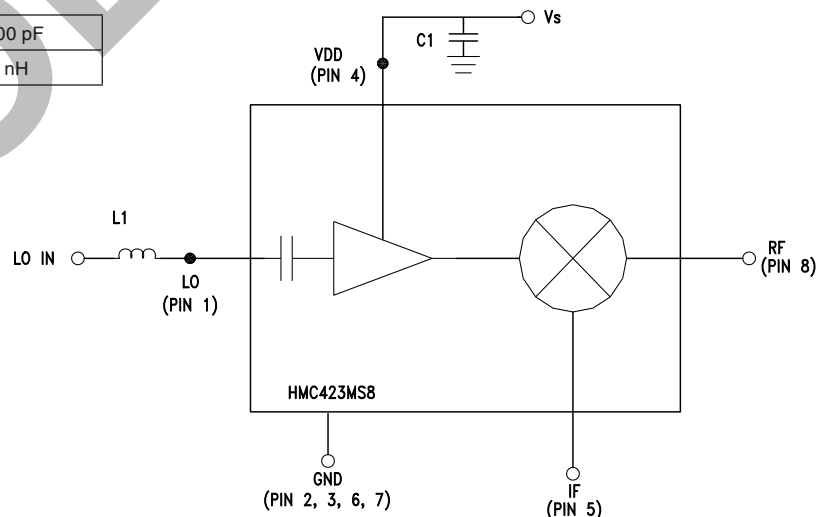 pF
nH
Vs
C1
VDD
(PIN 4)
L1
LO IN
LO
(PIN 1)
RF
(PIN 8)
HMC423MS8
GND
(PIN 2, 3, 6, 7)
IF
(PIN 5)